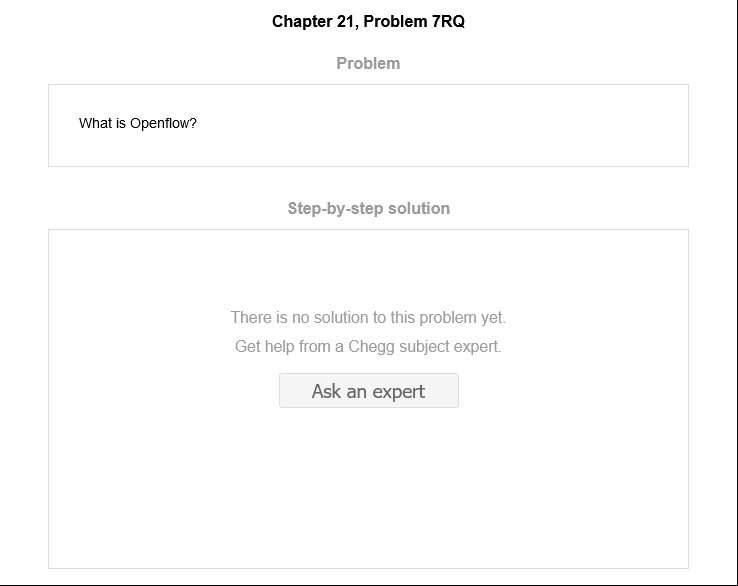 Chapter 21, Problem 7RQ
Problem
What is Openflow?
Step-by-step solution
There is no solution to this problem yet.
Get help from a Chegg subject expert.
Ask an expert